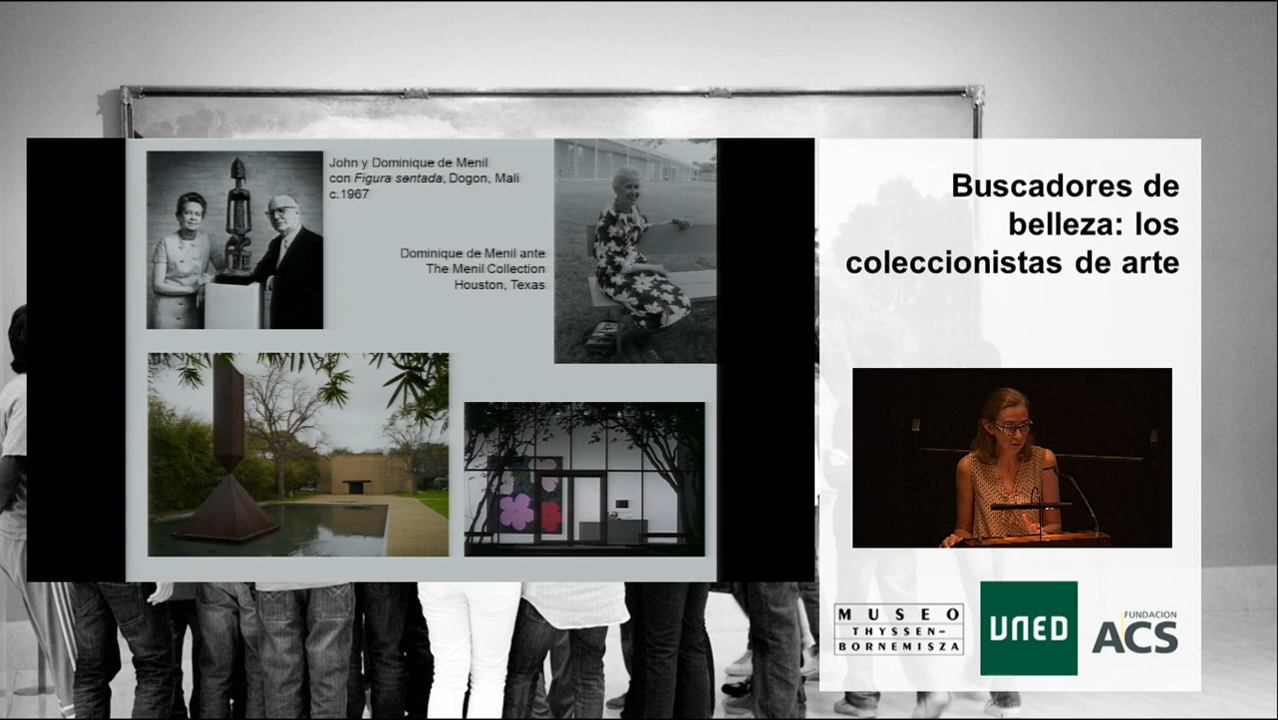 John y Dominique de Menil
con Figura sentada, Dogon, Mali
c.1967
Dominique de Menil ante
The Menil Collection
Houston, Texas
Buscadores de
belleza: los
coleccionistas de arte
MUSEO
THYSSEN-
BORNEMISZA
UNED
FUNDACION
ACS